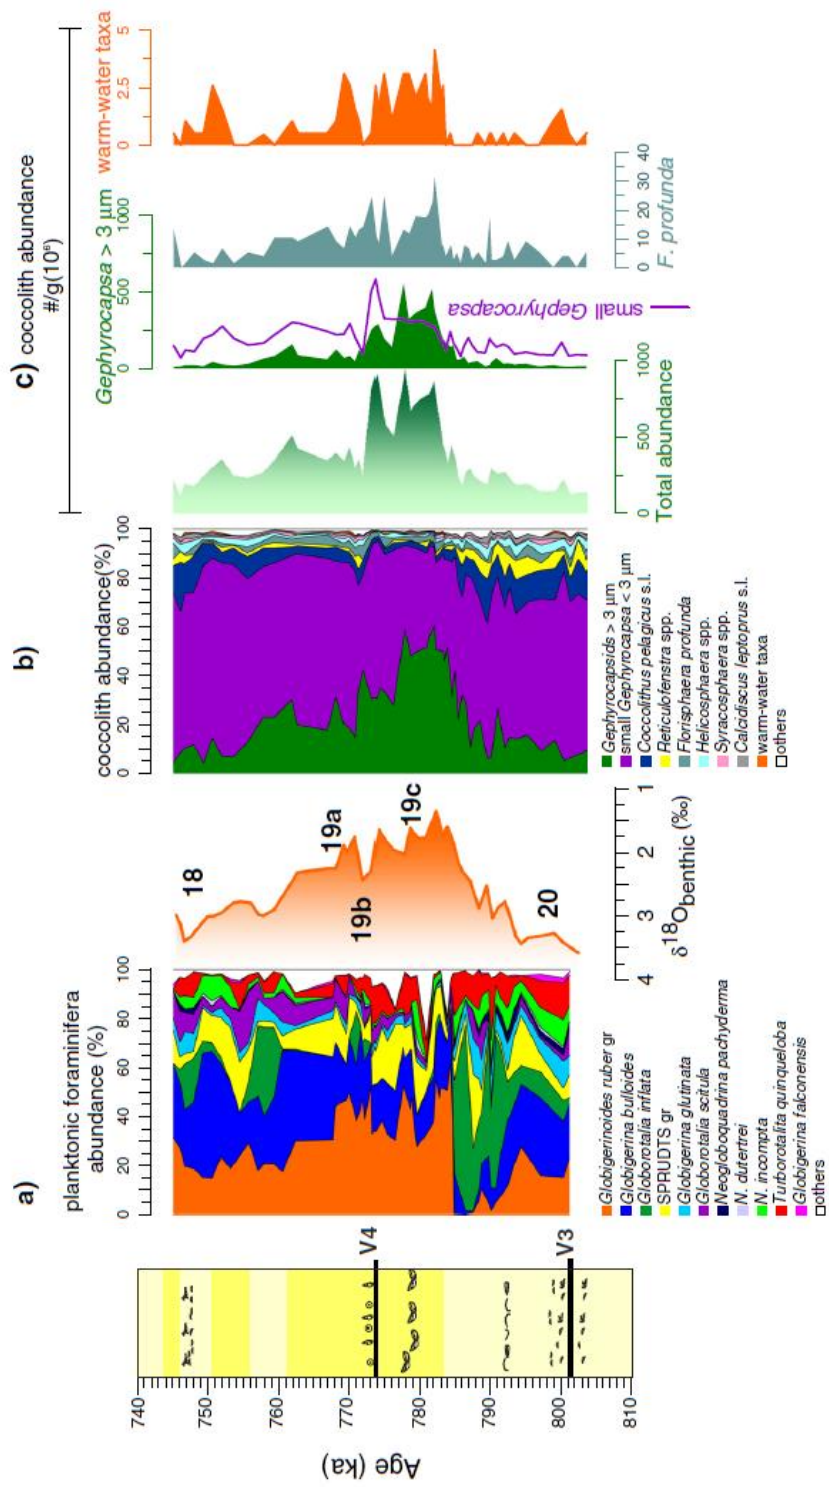 c) coccolith abundance
#/g(10⁶)
Gephyrocapsa > 3 µm
0
500
1000
warm-water taxa
0
2.5
5
small Gephyrocapsa
0
500
1000
Total abundance
0
10
20
30
40
F. profunda
b)
coccolith abundance(%)
0
20
40
60
80
100
Gephyrocapsids > 3 µm
small Gephyrocapsa < 3 µm
Coccolithus pelagicus s.l.
Reticulofenstra spp.
Florisphaera profunda
Helicosphaera spp.
Syracosphaera spp.
Calcidiscus leptoprus s.l.
warm-water taxa
others
18
19a
19b
19c
20
4
3
2
1
δ18Obenthic (‰)
a)
planktonic foraminifera
abundance (%)
0
20
40
60
80
100
Globigerinoides ruber gr
Globigerina bulloides
Globorotalia inflata
SPRUDTS gr
Globigerina glutinata
Globorotalia scitula
Neogloboquadrina pachyderma
N. dutertrei
N. incompta
Turborotalita quinqueloba
Globigerina falconensis
others
V4
V3
740
750
760
770
780
790
800
810
Age (ka)